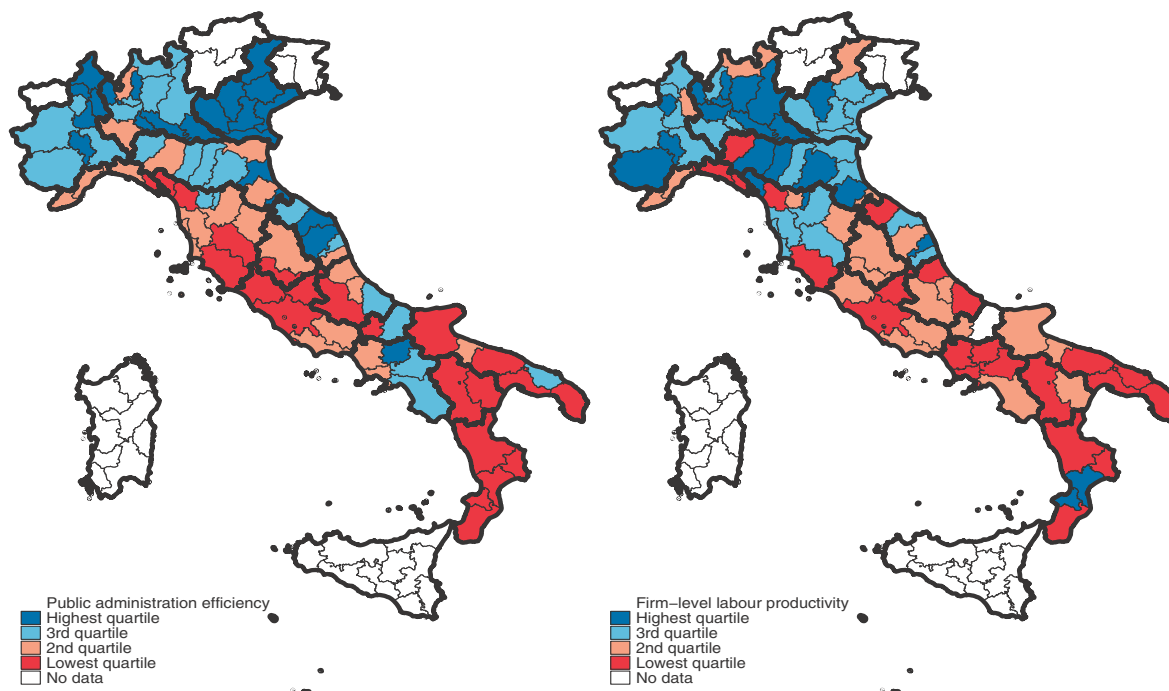 Public administration efficiency
Highest quartile
3rd quartile
2nd quartile
Lowest quartile
No data
Firm–level labour productivity
Highest quartile
3rd quartile
2nd quartile
Lowest quartile
No data